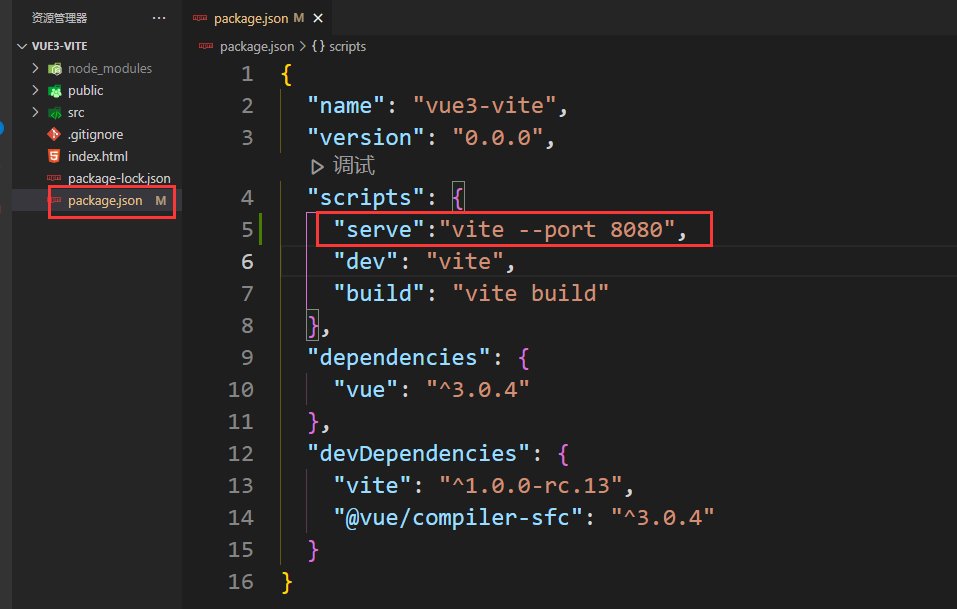 资源管理器 ···
VUE3-VITE
node_modules
public
src
.gitignore
index.html
package-lock.json
package.json M
package.json M ×
package.json > {} scripts
1 {
2 "name": "vue3-vite",
3 "version": "0.0.0",
调试
4 "scripts": {
5 "serve":"vite --port 8080",
6 "dev": "vite",
7 "build": "vite build"
8 },
9 "dependencies": {
10 "vue": "^3.0.4"
11 },
12 "devDependencies": {
13 "vite": "^1.0.0-rc.13",
14 "@vue/compiler-sfc": "^3.0.4"
15 }
16 }